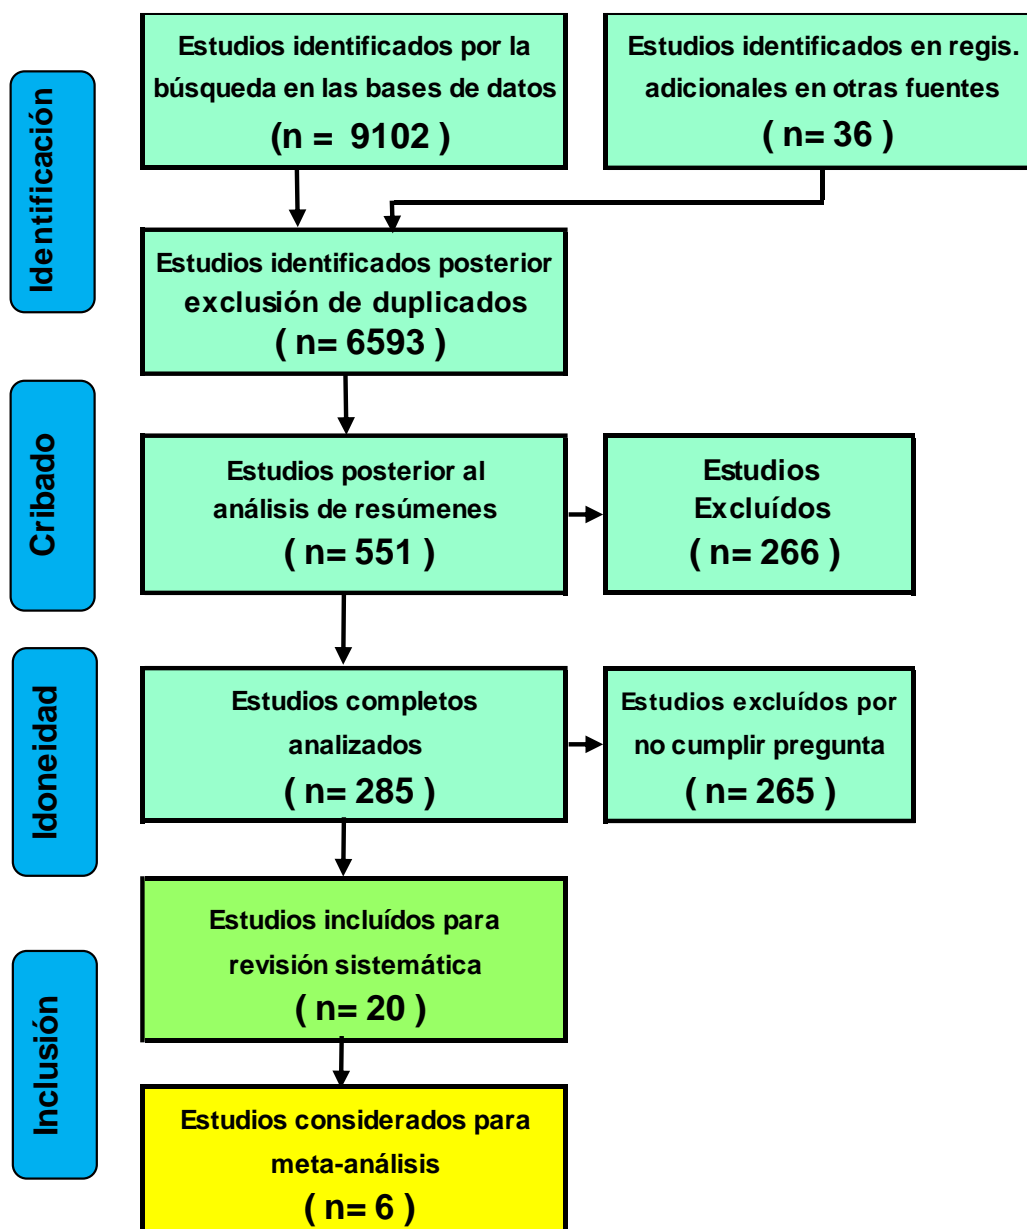 Identificación
Estudios identificados por la
búsqueda en las bases de datos
(n = 9102 )
Estudios identificados en regis.
adicionales en otras fuentes
( n= 36 )
Estudios identificados posterior
exclusión de duplicados
( n= 6593 )
Cribado
Estudios posterior al
análisis de resúmenes
( n= 551 )
Estudios
Excluídos
( n= 266 )
Idoneidad
Estudios completos
analizados
( n= 285 )
Estudios excluídos por
no cumplir pregunta
( n= 265 )
Inclusión
Estudios incluídos para
revisión sistemática
( n= 20 )
Estudios considerados para
meta-análisis
( n= 6 )